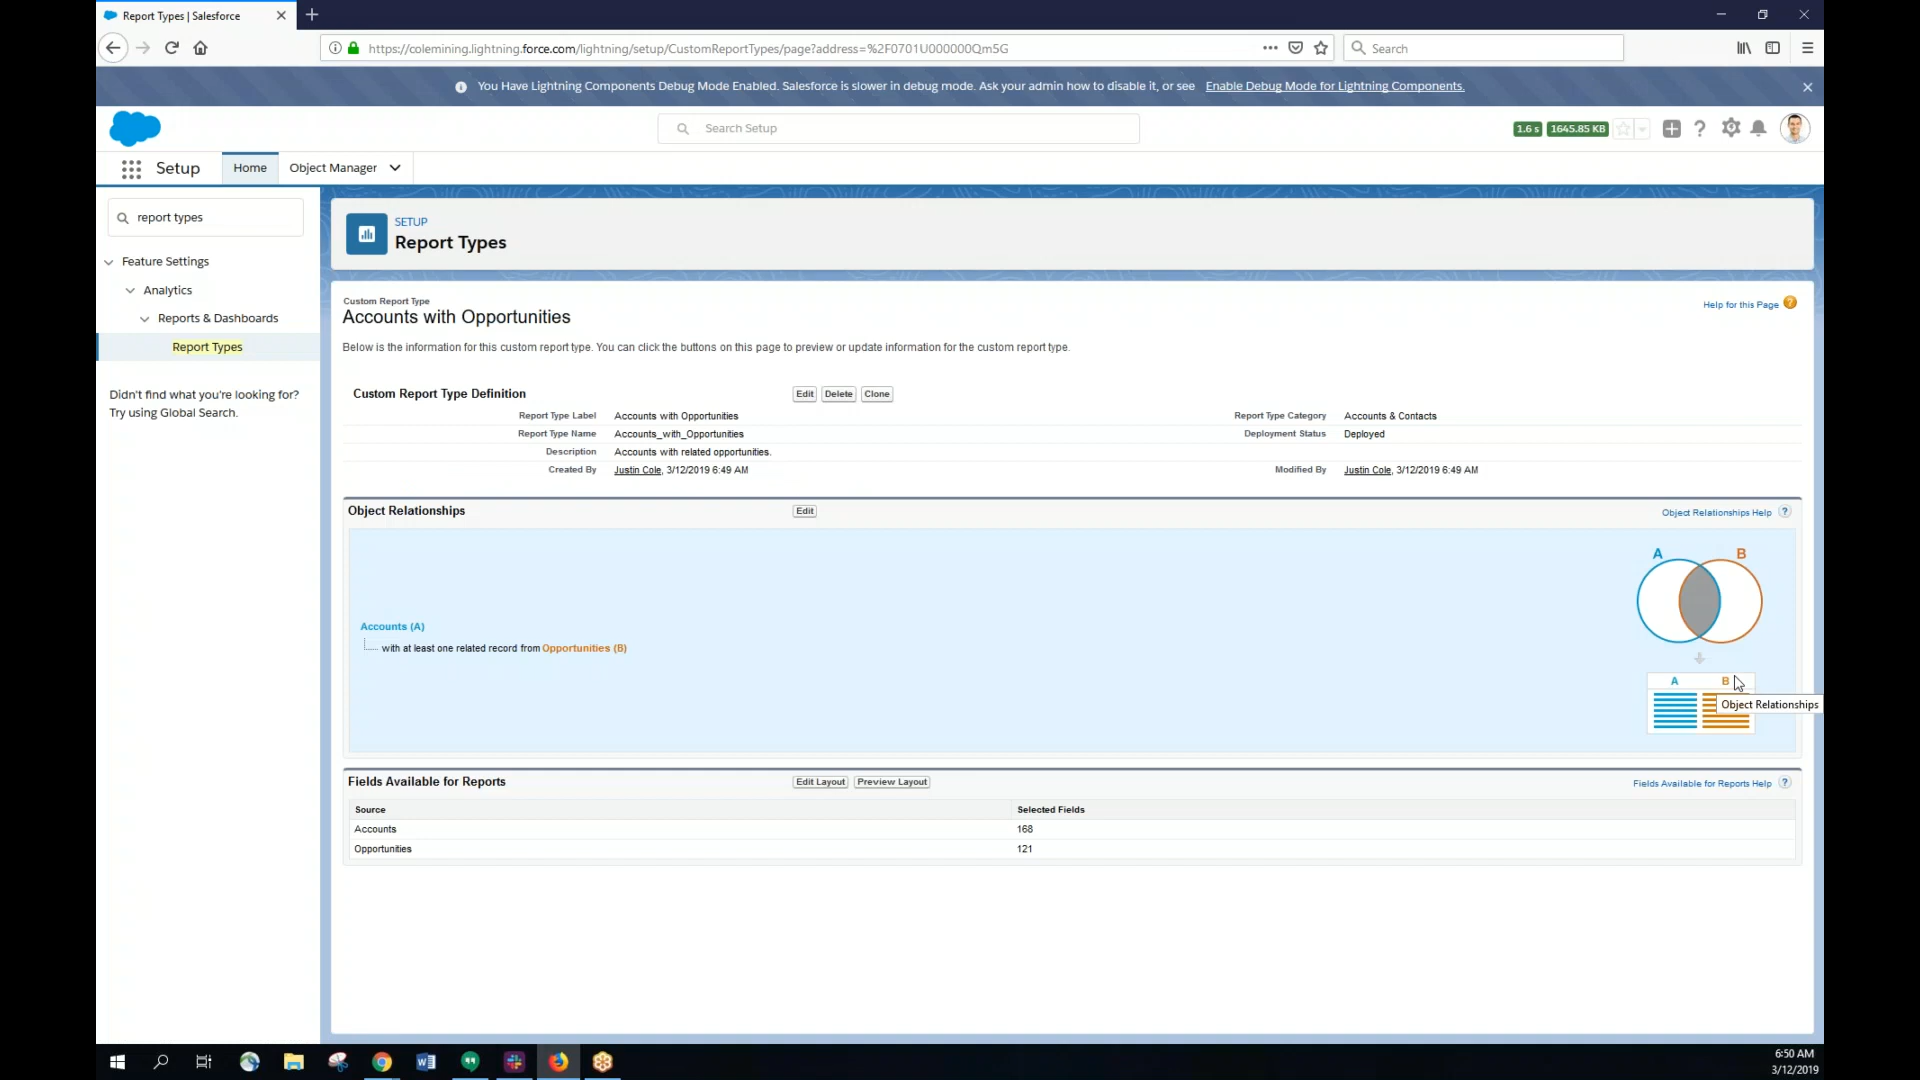 Report Types | Salesforce
https://colemining.lightning.force.com/lightning/setup/CustomReportTypes/page?address=%2F0701U000000Qm5G
Search
You Have Lightning Components Debug Mode Enabled. Salesforce is slower in debug mode. Ask your admin how to disable it, or see Enable Debug Mode for Lightning Components.
Search Setup
1.6 s 1645.85 KB
Setup Home Object Manager
report types
Feature Settings
Analytics
Reports & Dashboards
Report Types
Didn't find what you're looking for?
Try using Global Search.
SETUP
Report Types
Custom Report Type
Accounts with Opportunities
Help for this Page
Below is the information for this custom report type. You can click the buttons on this page to preview or update information for the custom report type.
Custom Report Type Definition Edit Delete Clone
Report Type Label Accounts with Opportunities Report Type Category Accounts & Contacts
Report Type Name Accounts_with_Opportunities Deployment Status Deployed
Description Accounts with related opportunities.
Created By Justin Cole, 3/12/2019 6:49 AM Modified By Justin Cole, 3/12/2019 6:49 AM
Object Relationships Edit Object Relationships Help ?
A B
Accounts (A)
with at least one related record from Opportunities (B)
A B
Object Relationships
Fields Available for Reports Edit Layout Preview Layout Fields Available for Reports Help ?
Source Selected Fields
Accounts 168
Opportunities 121
6:50 AM
3/12/2019